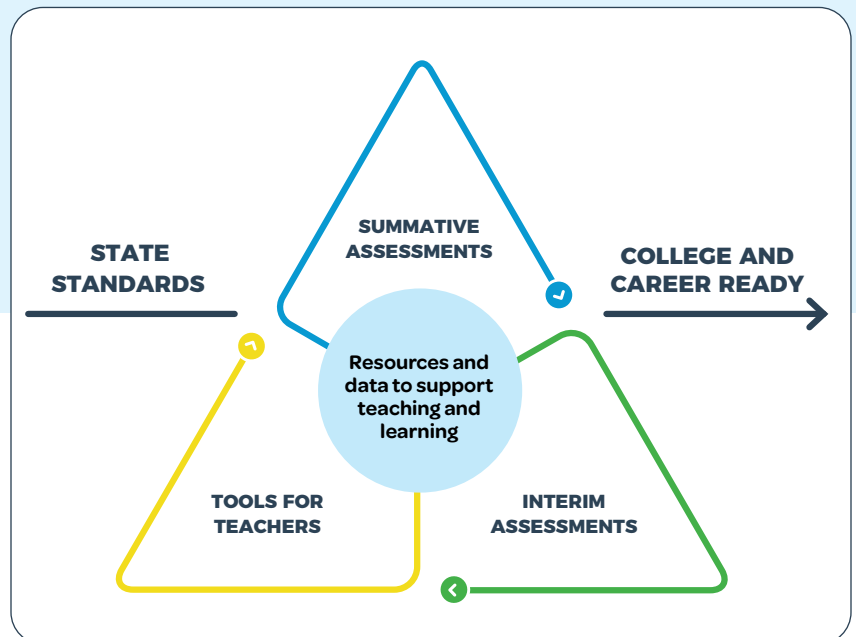 STATE
STANDARDS
SUMMATIVE
ASSESSMENTS
COLLEGE AND
CAREER READY
Resources and
data to support
teaching and
learning
TOOLS FOR
TEACHERS
INTERIM
ASSESSMENTS